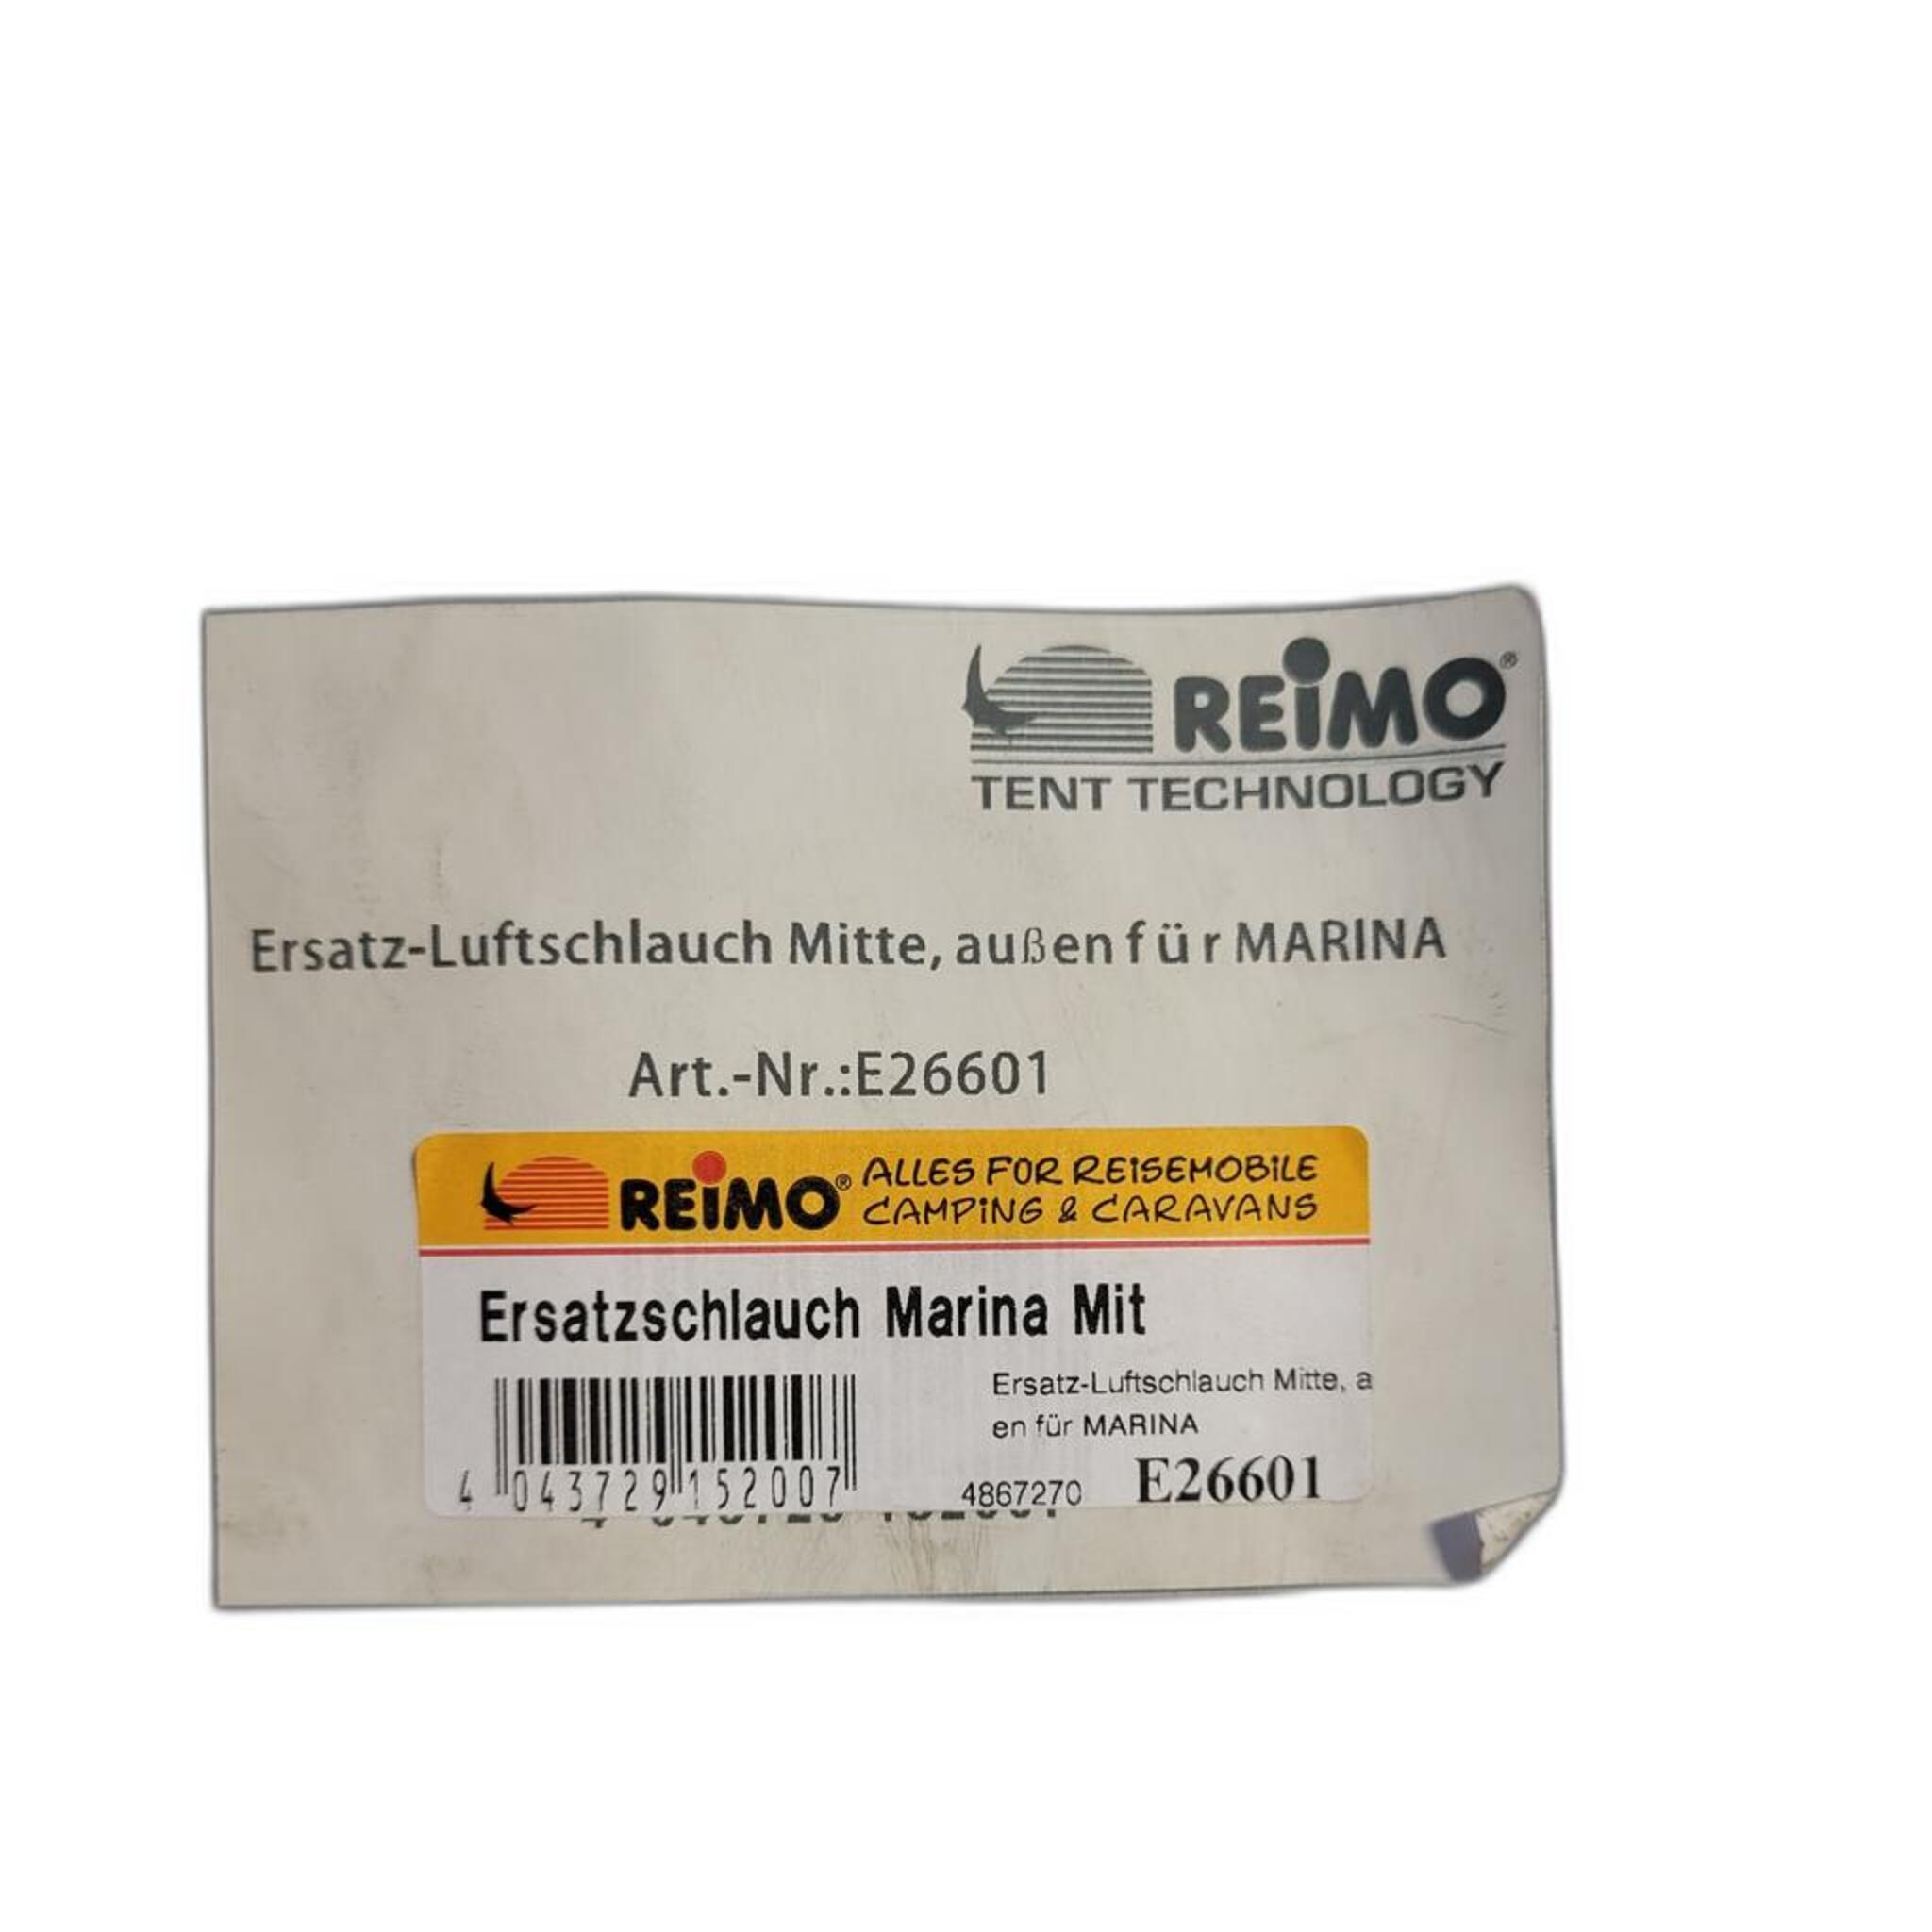 REIMO®
TENT TECHNOLOGY
Ersatz-Luftschlauch Mitte, außen für MARINA
Art.-Nr.:E26601
REIMO® ALLES FÜR REISEMOBILE
CAMPING & CARAVANS
Ersatzschlauch Marina Mit
Ersatz-Luftschlauch Mitte, a
en für MARINA
4 043729 152007
4867270 E26601